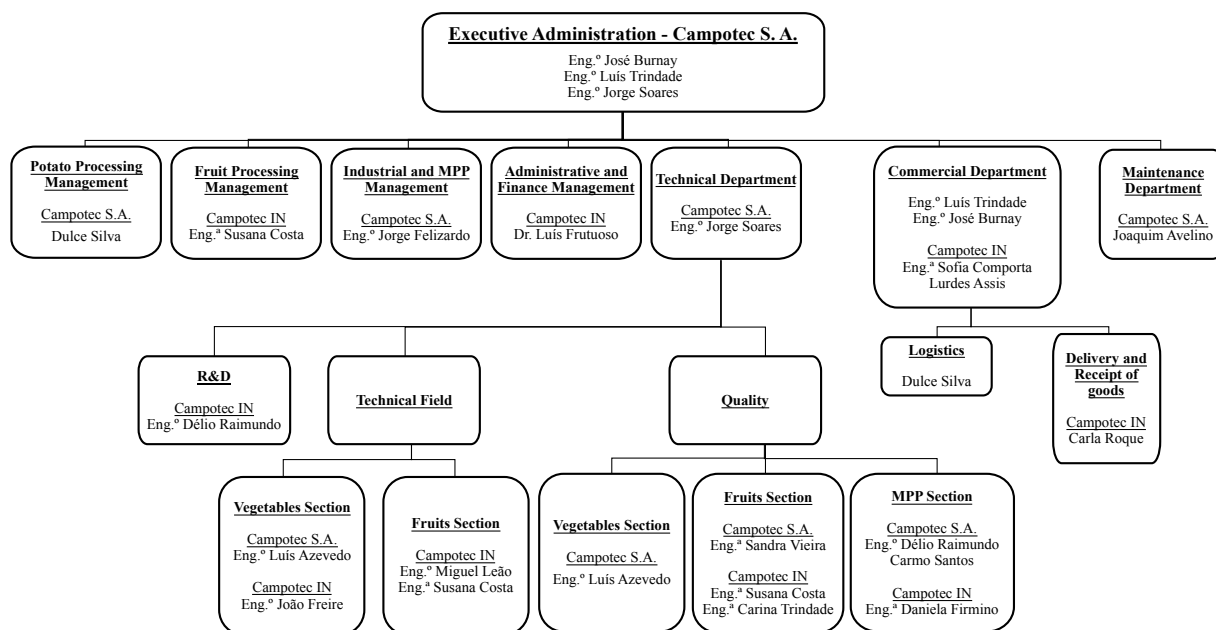 Executive Administration - Campotec S. A.
Eng.º José Burnay
Eng.º Luís Trindade
Eng.º Jorge Soares
Potato Processing
Management
Campotec S.A.
Dulce Silva
Fruit Processing
Management
Campotec IN
Eng.ª Susana Costa
Industrial and MPP
Management
Campotec S.A.
Eng.º Jorge Felizardo
Administrative and
Finance Management
Campotec IN
Dr. Luís Frutuoso
Technical Department
Campotec S.A.
Eng.º Jorge Soares
Commercial Department
Eng.º Luís Trindade
Eng.º José Burnay
Campotec IN
Eng.ª Sofia Comporta
Lurdes Assis
Maintenance
Department
Campotec S.A.
Joaquim Avelino
R&D
Campotec IN
Eng.º Délio Raimundo
Technical Field
Quality
Logistics
Dulce Silva
Delivery and
Receipt of
goods
Campotec IN
Carla Roque
Vegetables Section
Campotec S.A.
Eng.º Luís Azevedo
Campotec IN
Eng.º João Freire
Fruits Section
Campotec IN
Eng.º Miguel Leão
Eng.ª Susana Costa
Vegetables Section
Campotec S.A.
Eng.º Luís Azevedo
Fruits Section
Campotec S.A.
Eng.ª Sandra Vieira
Campotec IN
Eng.ª Susana Costa
Eng.ª Carina Trindade
MPP Section
Campotec S.A.
Eng.º Délio Raimundo
Carmo Santos
Campotec IN
Eng.ª Daniela Firmino